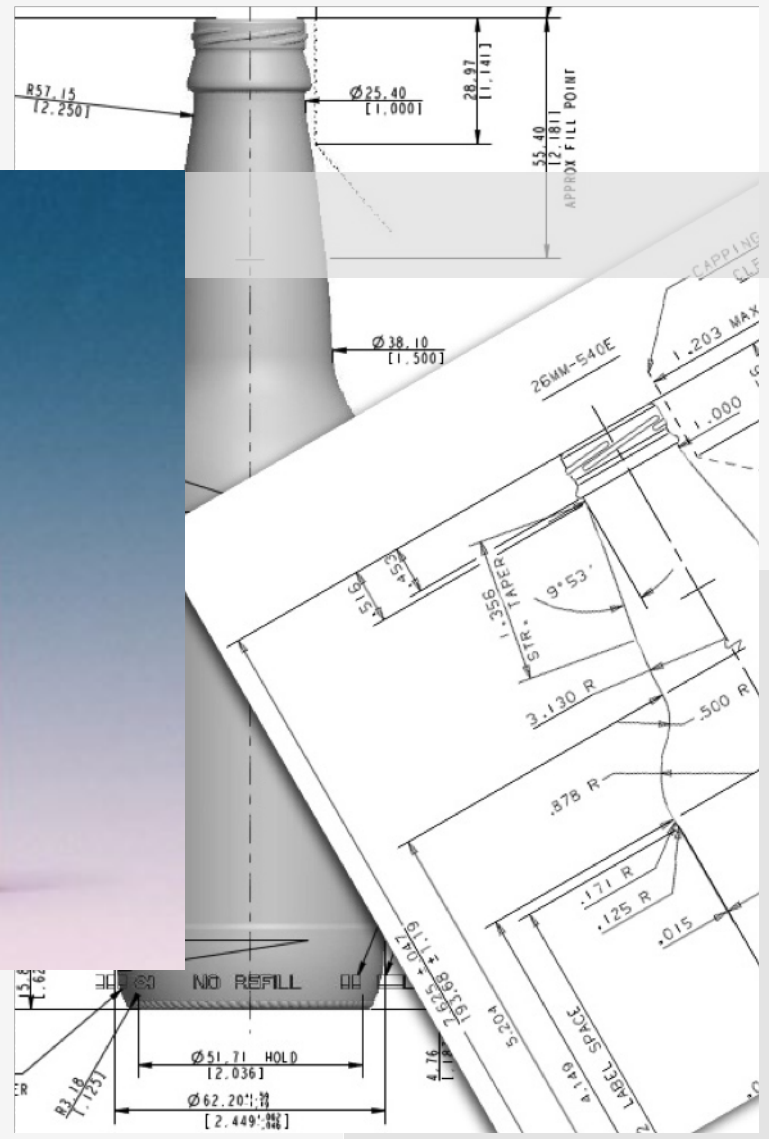 R57.15
[2.250]
Ø25.40
[1.000]
28.97
[1.141]
55.40
[2.181]
APPROX FILL POINT
Ø38.10
[1.500]
NO REFILL
Ø51.71 HOLD
[2.036]
Ø62.20
[2.449
R3.18
[.125]
4.76
ER
CAPPING
1.203 MAX
26MM-540E
1.000
.453
.516
1.356
STR. TAPER
9°53'
3.130 R
.500 R
.878 R
.171 R
.125 R
.015
7.625 ±.047
193.68 ±1.19
5.204
4.149
LABEL SPACE